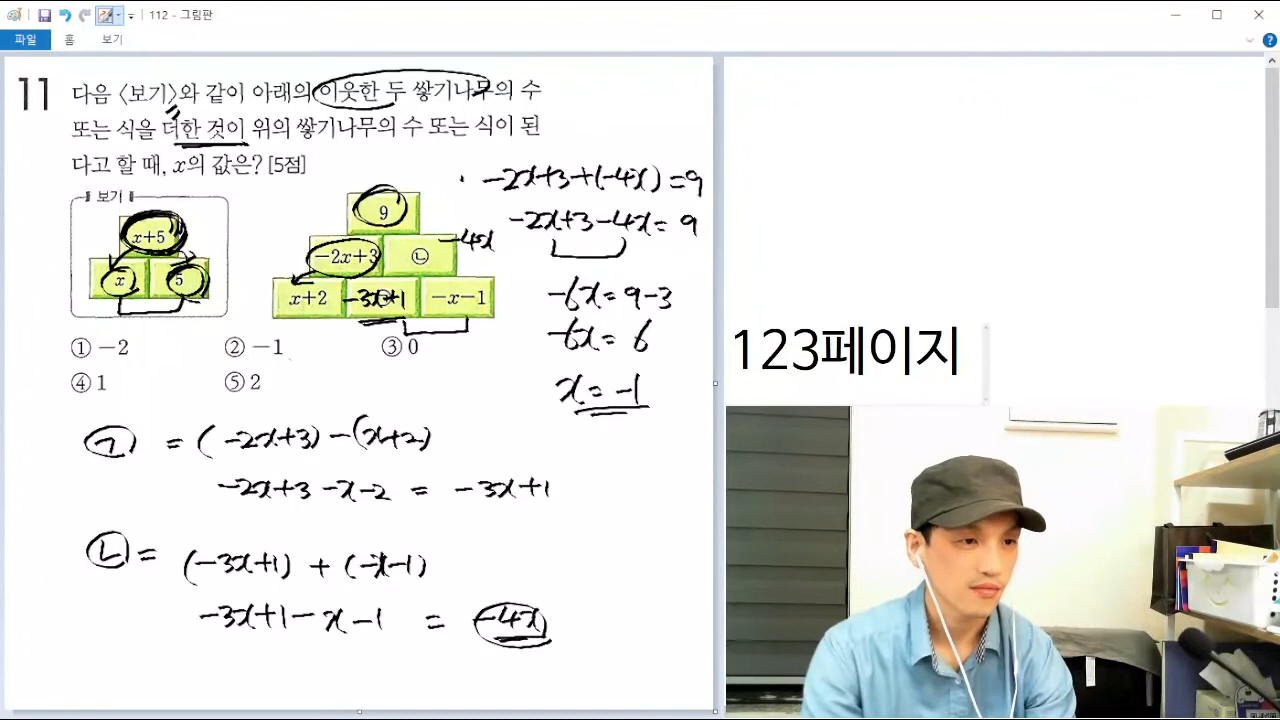 112 - 그림판
파일 홈 보기
11 다음 〈보기〉와 같이 아래의 이웃한 두 쌓기나무의 수
또는 식을 더한 것이 위의 쌓기나무의 수 또는 식이 된
다고 할 때, x의 값은? [5점]
보기
x+5
x 5
9
-2x+3 ㉡ -4x
x+2 -3x+1 -x-1
① -2 ② -1 ③ 0
④ 1 ⑤ 2
-2x+3+(-4x)=9
-2x+3-4x=9
-6x=9-3
-6x=6
x=-1
㉠ =(-2x+3)-(x+2)
-2x+3-x-2 = -3x+1
㉡ = (-3x+1)+(-x-1)
-3x+1-x-1 = -4x
123페이지